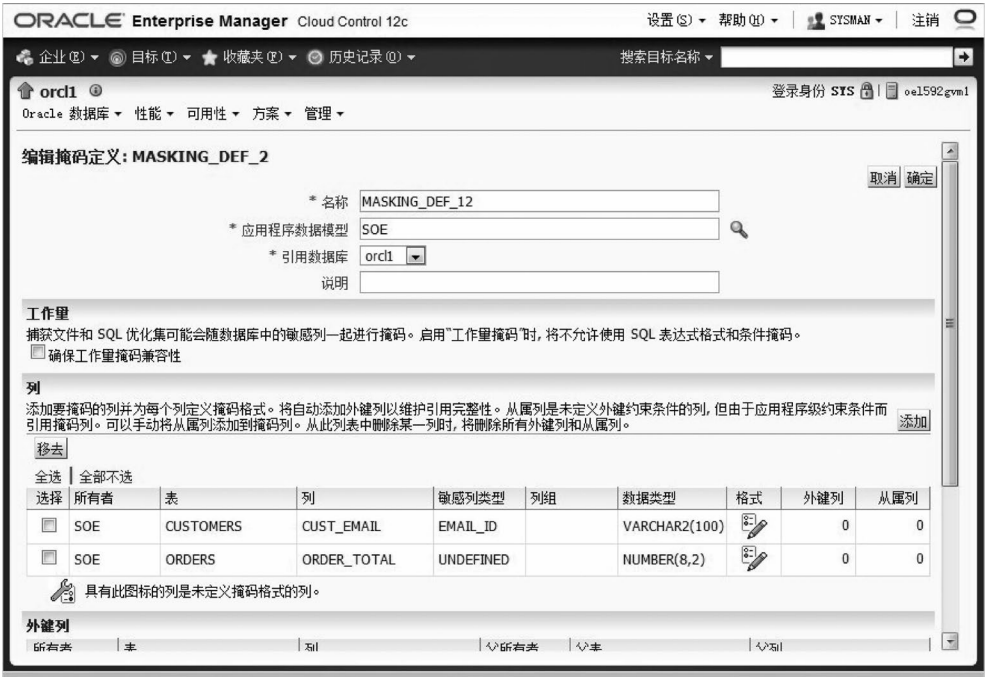 ORACLE Enterprise Manager Cloud Control 12c 设置(S) 帮助(H) SYSMAN 注销
企业(E) 目标(T) 收藏夹(F) 历史记录(O) 搜索目标名称
orcl1 登录身份 SYS oel592gvm1
Oracle 数据库 性能 可用性 方案 管理
编辑掩码定义: MASKING_DEF_2
取消 确定
* 名称 MASKING_DEF_12
* 应用程序数据模型 SOE
* 引用数据库 orcl1
说明
工作量
捕获文件和 SQL 优化集可能会随数据库中的敏感列一起进行掩码。启用"工作量掩码"时, 将不允许使用 SQL 表达式格式和条件掩码。
确保工作量掩码兼容性
列
添加要掩码的列并为每个列定义掩码格式。将自动添加外键列以维护引用完整性。从属列是未定义外键约束条件的列, 但由于应用程序级约束条件而
引用掩码列。可以手动将从属列添加到掩码列。从此列表中删除某一列时, 将删除所有外键列和从属列。
添加
移去
全选 全部不选
选择 所有者 表 列 敏感列类型 列组 数据类型 格式 外键列 从属列
SOE CUSTOMERS CUST_EMAIL EMAIL_ID VARCHAR2(100) 0 0
SOE ORDERS ORDER_TOTAL UNDEFINED NUMBER(8,2) 0 0
具有此图标的列是未定义掩码格式的列。
外键列
所有者 表 列 父所有者 父表 父列